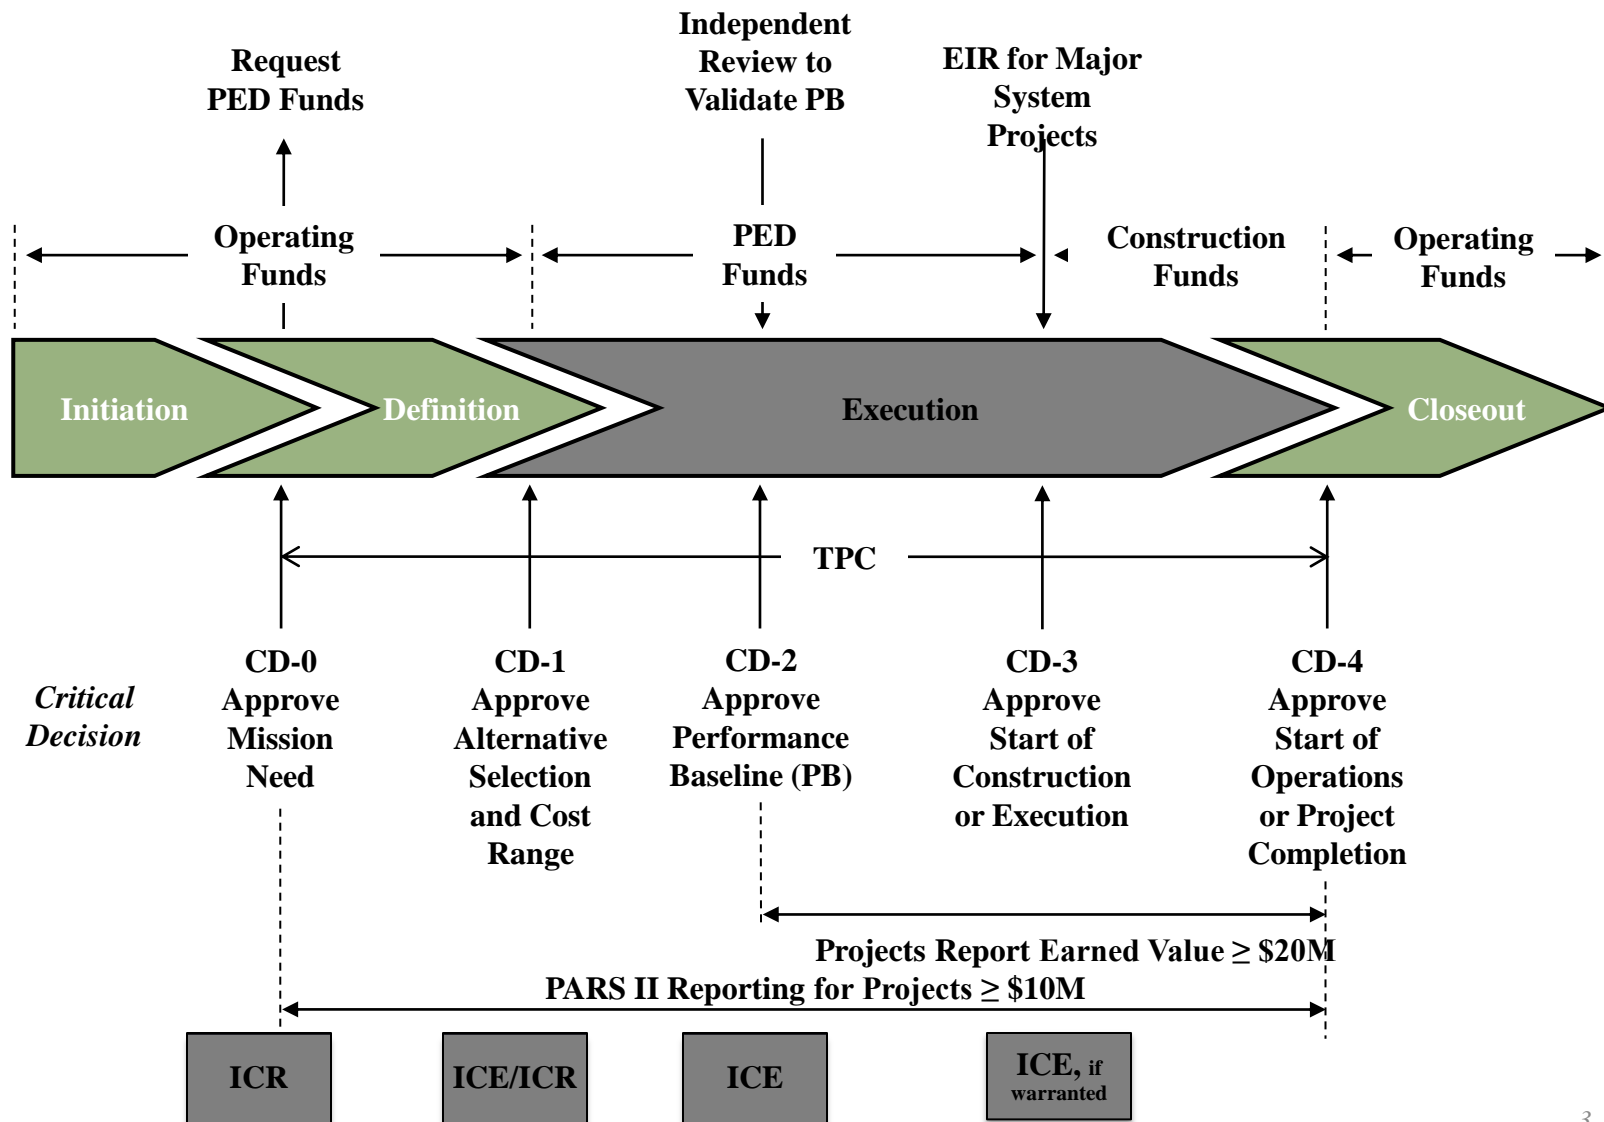 Request
PED Funds
Independent
Review to
Validate PB
EIR for Major
System
Projects
Operating
Funds
PED
Funds
Construction
Funds
Operating
Funds
Initiation
Definition
Execution
Closeout
TPC
Critical
Decision
CD-0
Approve
Mission
Need
CD-1
Approve
Alternative
Selection
and Cost
Range
CD-2
Approve
Performance
Baseline (PB)
CD-3
Approve
Start of
Construction
or Execution
CD-4
Approve
Start of
Operations
or Project
Completion
Projects Report Earned Value ≥ $20M
PARS II Reporting for Projects ≥ $10M
ICR
ICE/ICR
ICE
ICE, if
warranted
3